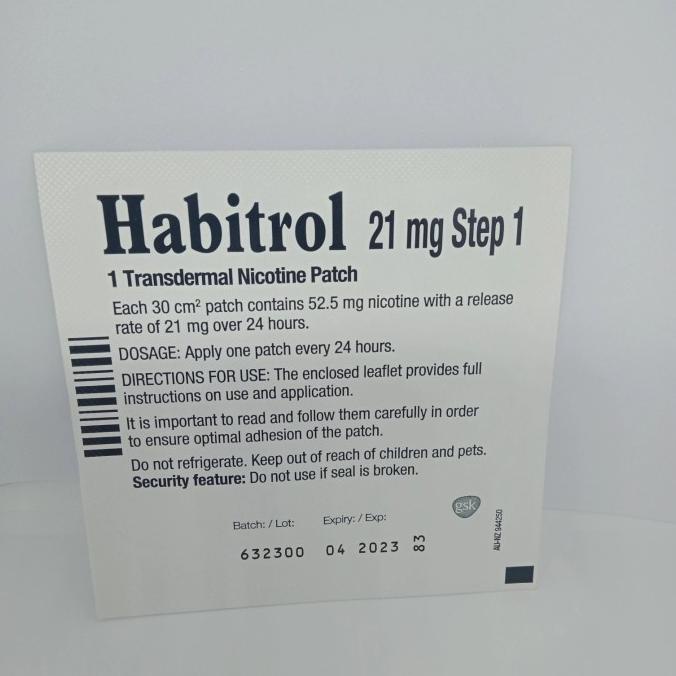 Habitrol 21 mg Step 1
1 Transdermal Nicotine Patch
Each 30 cm² patch contains 52.5 mg nicotine with a release
rate of 21 mg over 24 hours.
DOSAGE: Apply one patch every 24 hours.
DIRECTIONS FOR USE: The enclosed leaflet provides full
instructions on use and application.
It is important to read and follow them carefully in order
to ensure optimal adhesion of the patch.
Do not refrigerate. Keep out of reach of children and pets.
Security feature: Do not use if seal is broken.
gsk
Batch: / Lot: Expiry: / Exp:
632300 04 2023 83
AU-NZ 944250